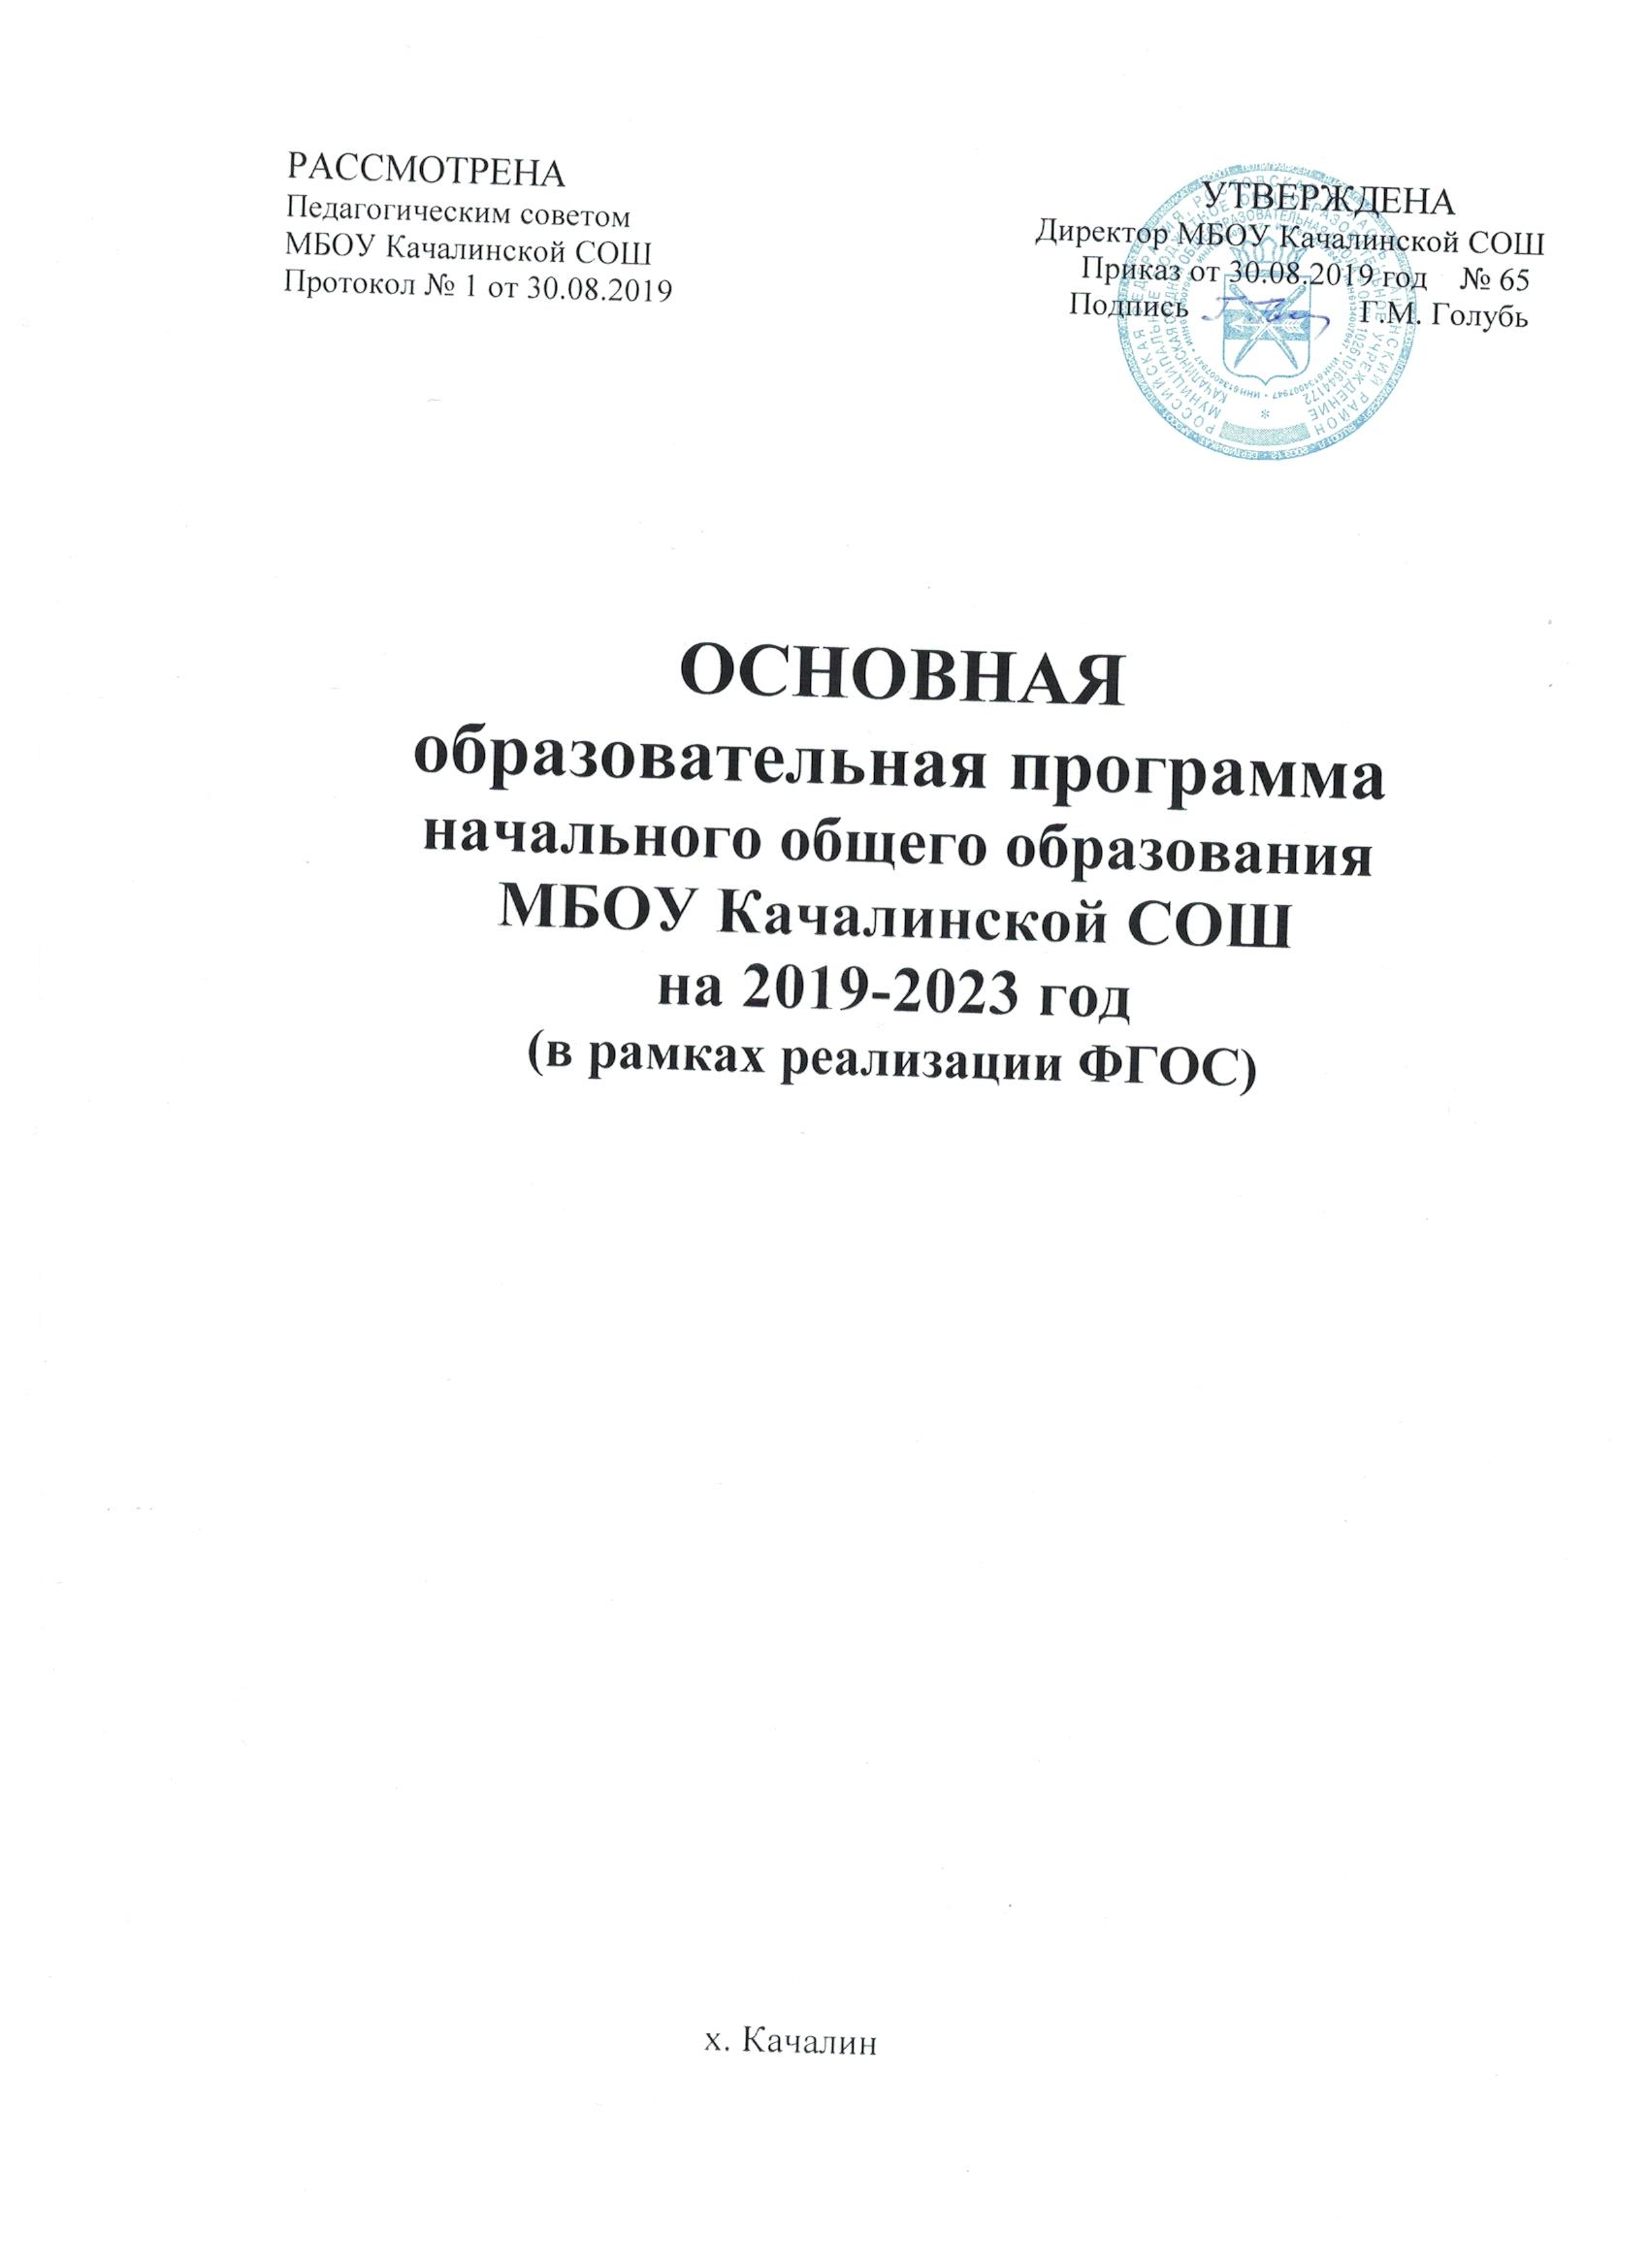 РАССМОТРЕНА
Педагогическим советом
МБОУ Качалинской СОШ
Протокол № 1 от 30.08.2019
УТВЕРЖДЕНА
Директор МБОУ Качалинской СОШ
Приказ от 30.08.2019 год № 65
Подпись Г.М. Голубь
ОСНОВНАЯ
образовательная программа
начального общего образования
МБОУ Качалинской СОШ
на 2019-2023 год
(в рамках реализации ФГОС)
х. Качалин